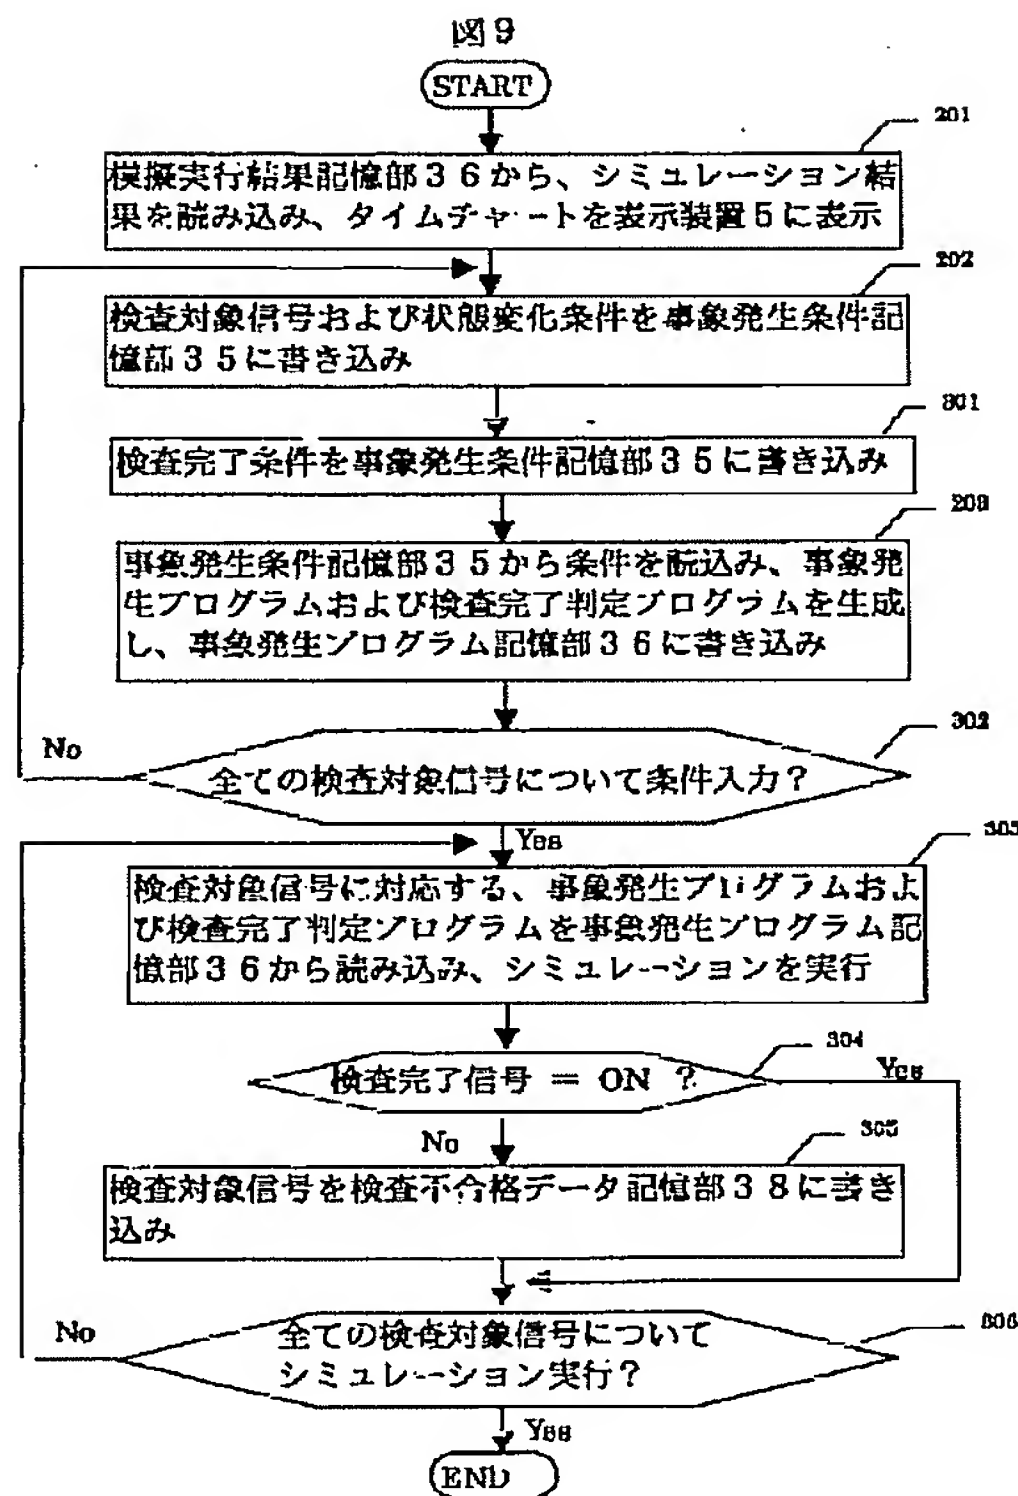 図9
START
201
模擬実行結果記憶部36から、シミュレーション結
果を読み込み、タイムチャートを表示装置5に表示
202
検査対象信号および状態変化条件を事象発生条件記
憶部35に書き込み
301
検査完了条件を事象発生条件記憶部35に書き込み
203
事象発生条件記憶部35から条件を読込み、事象発
生プログラムおよび検査完了判定プログラムを生成
し、事象発生プログラム記憶部36に書き込み
302
No
全ての検査対象信号について条件入力?
Yes
303
検査対象信号に対応する、事象発生プログラムおよ
び検査完了判定プログラムを事象発生プログラム記
憶部36から読み込み、シミュレーションを実行
304
検査完了信号 = ON ?
Yes
No
305
検査対象信号を検査不合格データ記憶部38に書き
込み
306
No
全ての検査対象信号について
シミュレーション実行?
Yes
END